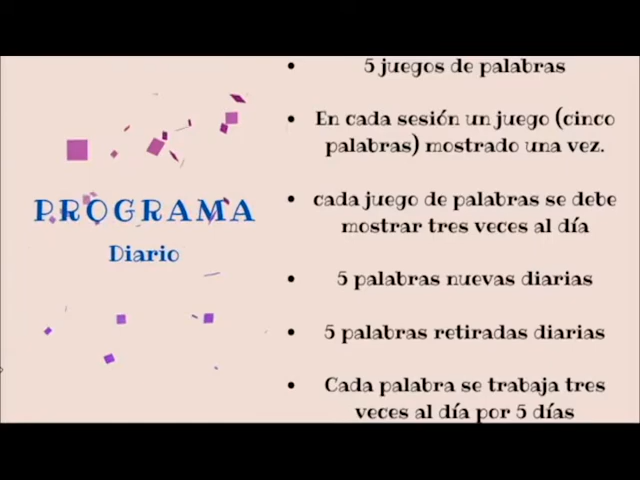 PROGRAMA
Diario
• 5 juegos de palabras
• En cada sesión un juego (cinco
palabras) mostrado una vez.
• cada juego de palabras se debe
mostrar tres veces al día
• 5 palabras nuevas diarias
• 5 palabras retiradas diarias
• Cada palabra se trabaja tres
veces al día por 5 días